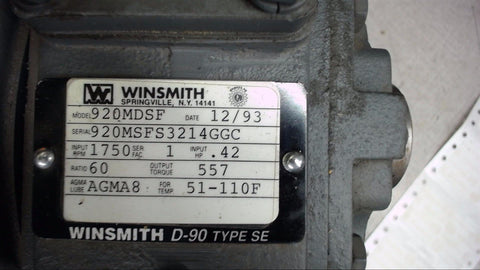 WINSMITH
SPRINGVILLE, N.Y. 14141
MODEL 920MDSF DATE 12/93
SERIAL 920MSFS3214GGC
INPUT RPM 1750 SER FAC. 1 INPUT HP .42
RATIO 60 OUTPUT TORQUE 557
AGMA LUBE AGMA8 FOR TEMP. 51-110F
WINSMITH D-90 TYPE SE